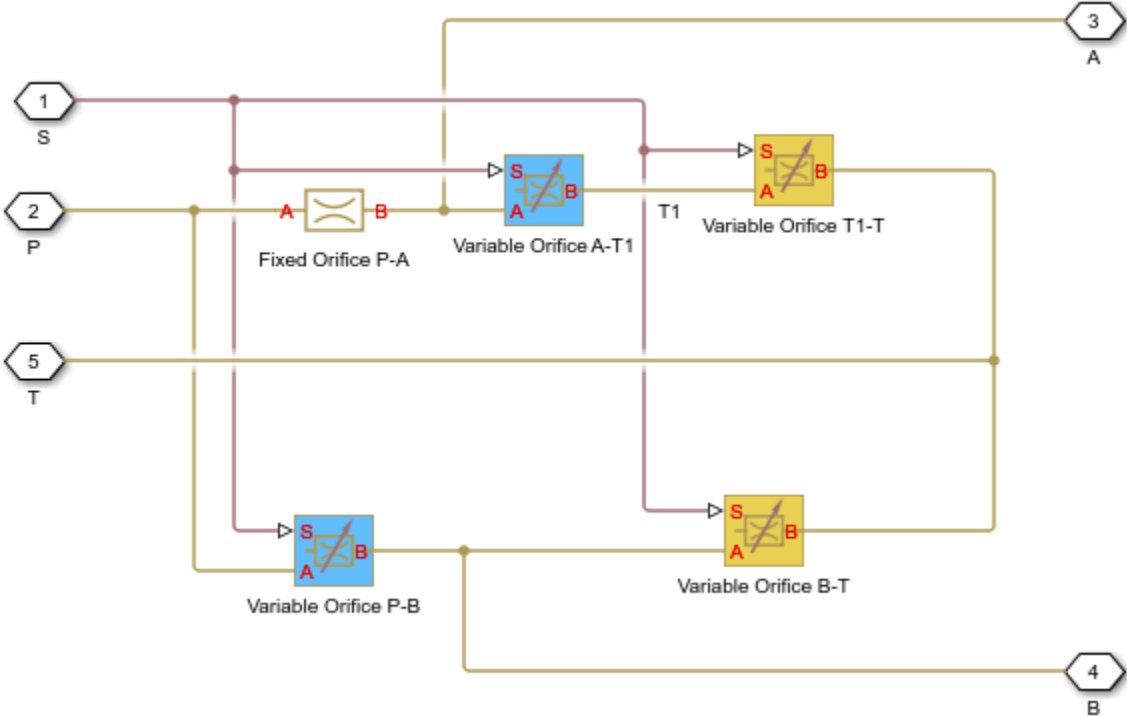 3
A
1
S
S
S
B
A
2
P
A
B
A
B
T1
Variable Orifice T1-T
Variable Orifice A-T1
Fixed Orifice P-A
5
T
S
B
A
Variable Orifice B-T
S
B
A
Variable Orifice P-B
4
B